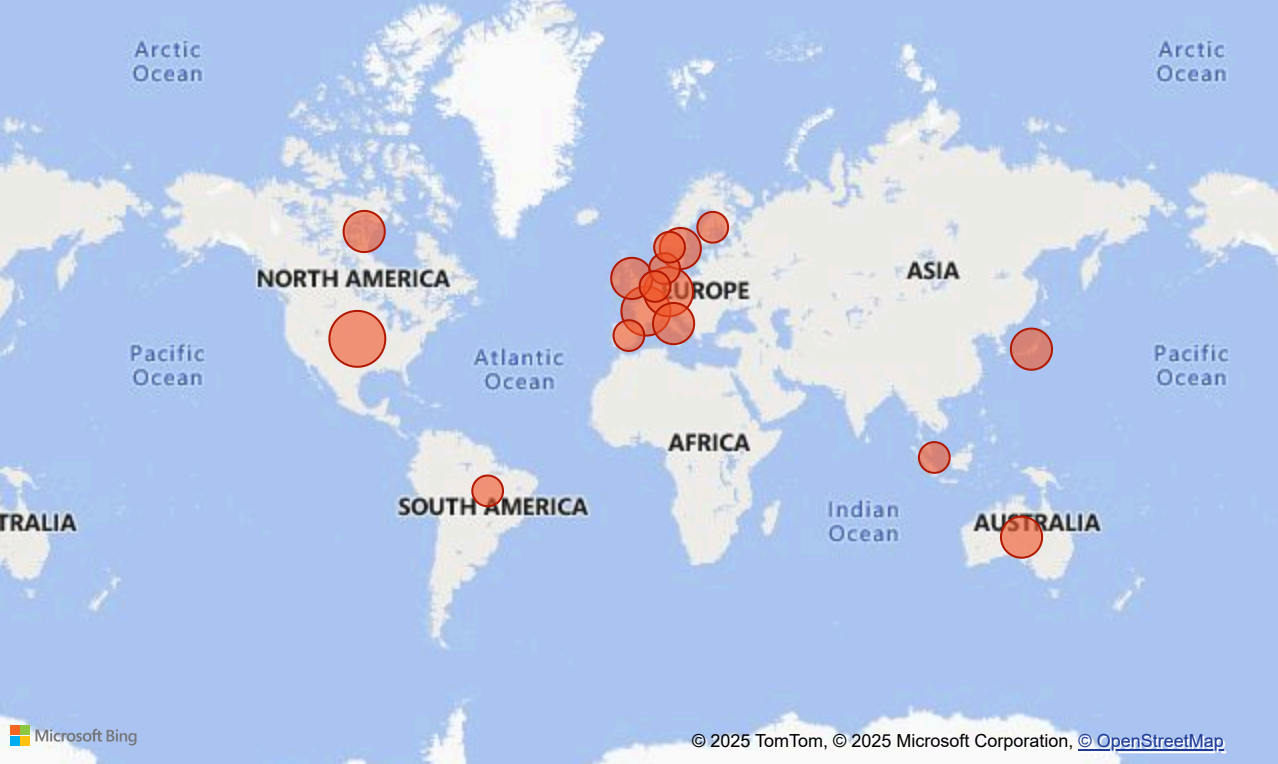 Arctic
Ocean
Arctic
Ocean
NORTH AMERICA
EUROPE
ASIA
Pacific
Ocean
Atlantic
Ocean
Pacific
Ocean
AFRICA
SOUTH AMERICA
Indian
Ocean
TRALIA
AUSTRALIA
Microsoft Bing
© 2025 TomTom, © 2025 Microsoft Corporation, © OpenStreetMap